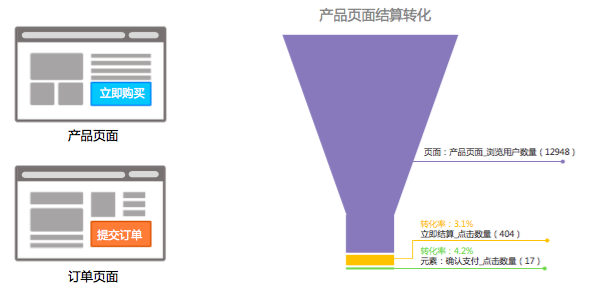 产品页面结算转化
立即购买
产品页面
页面：产品页面_浏览用户数量（12948）
提交订单
订单页面
转化率：3.1%
立即结算_点击数量（404）
转化率：4.2%
元素：确认支付_点击数量（17）